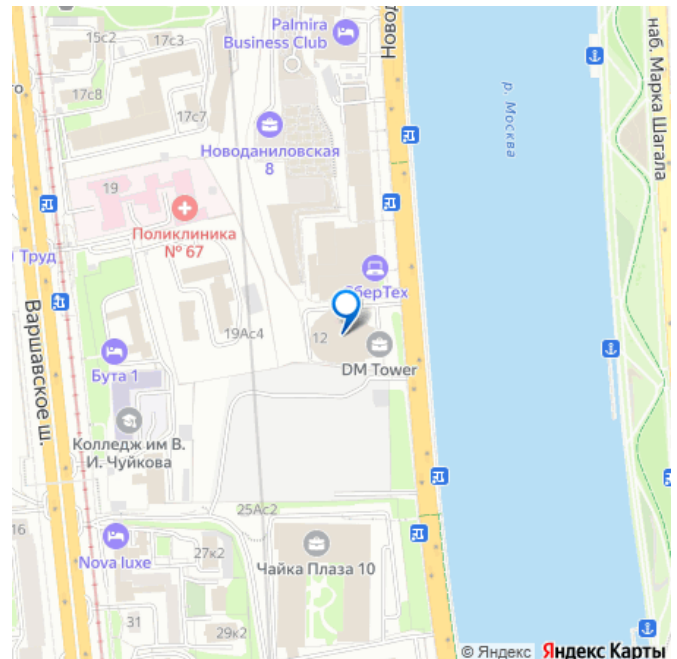 Palmira
Business Club
15с2
17с3
17с8
17с7
Новод
р. Москва
наб. Марка Шагала
Новоданиловская
8
19
Поликлиника
№ 67
Труд
СберТех
Варшавское ш.
19Ас4
12
DM Tower
Бута 1
Колледж им В.
И. Чуйкова
25Ас2
16
27к2
Nova luxe
Чайка Плаза 10
31
29к2
© Яндекс Яндекс Карты